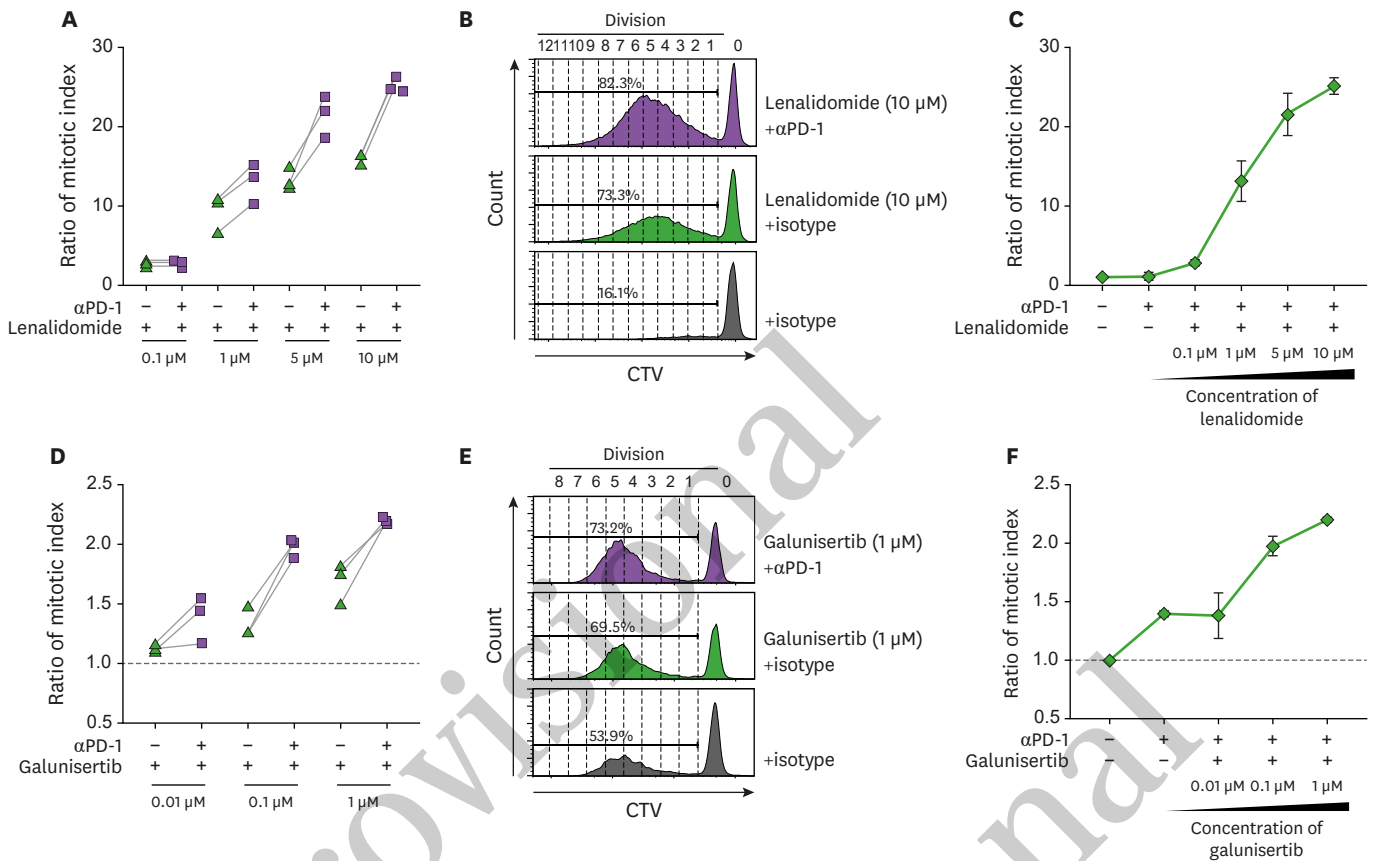 A
30
20
10
0
Ratio of mitotic index
αPD-1 − + − + − + − +
Lenalidomide + + + + + + + +
0.1 µM 1 µM 5 µM 10 µM
B
Division
12 11 10 9 8 7 6 5 4 3 2 1 0
82.3%
Lenalidomide (10 µM)
+αPD-1
73.3%
Lenalidomide (10 µM)
+isotype
16.1%
+isotype
Count
CTV
C
30
20
10
0
Ratio of mitotic index
αPD-1 − + + + + +
Lenalidomide − − + + + +
0.1 µM 1 µM 5 µM 10 µM
Concentration of
lenalidomide
D
2.5
2.0
1.5
1.0
0.5
Ratio of mitotic index
αPD-1 − + − + − +
Galunisertib + + + + + +
0.01 µM 0.1 µM 1 µM
E
Division
8 7 6 5 4 3 2 1 0
73.2%
Galunisertib (1 µM)
+αPD-1
69.5%
Galunisertib (1 µM)
+isotype
53.9%
+isotype
Count
CTV
F
2.5
2.0
1.5
1.0
0.5
Ratio of mitotic index
αPD-1 − + + + +
Galunisertib − − + + +
0.01 µM 0.1 µM 1 µM
Concentration of
galunisertib
ovisional
nal